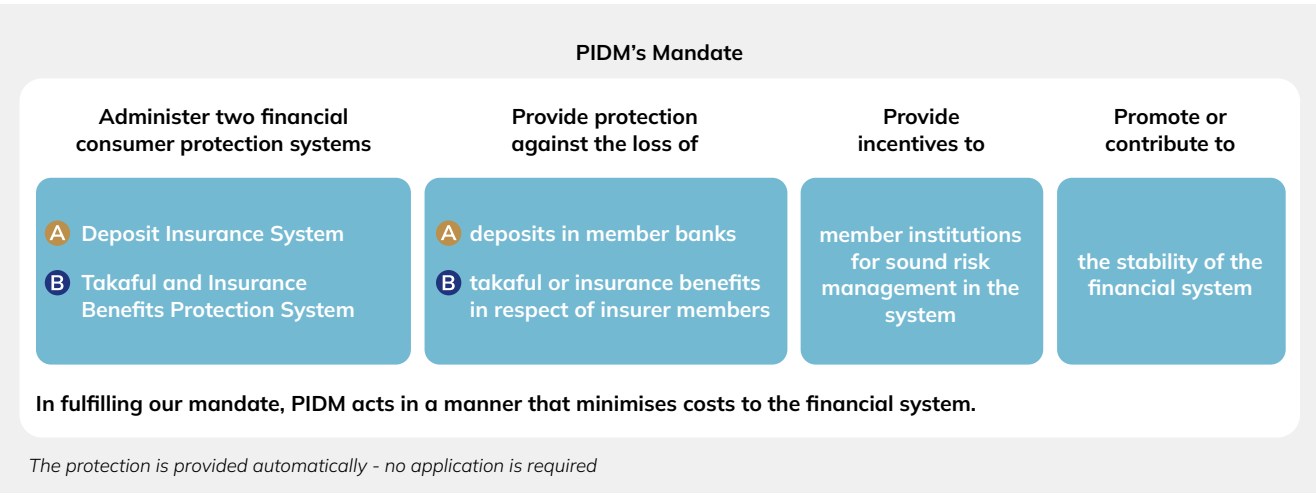 PIDM’s Mandate
Administer two financial
consumer protection systems
A Deposit Insurance System
B Takaful and Insurance
Benefits Protection System
Provide protection
against the loss of
A deposits in member banks
B takaful or insurance benefits
in respect of insurer members
Provide
incentives to
member institutions
for sound risk
management in the
system
Promote or
contribute to
the stability of the
financial system
In fulfilling our mandate, PIDM acts in a manner that minimises costs to the financial system.
The protection is provided automatically - no application is required